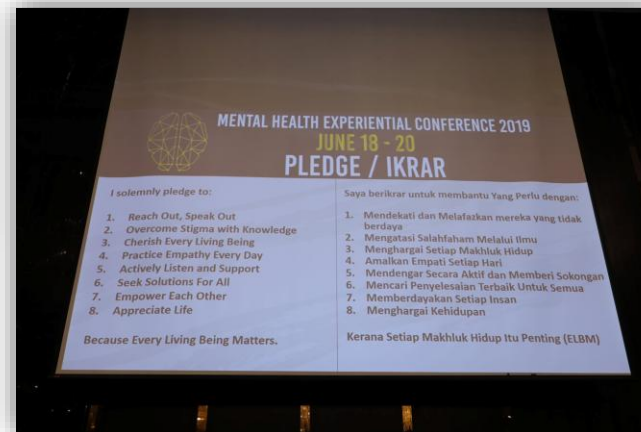 MENTAL HEALTH EXPERIENTIAL CONFERENCE 2019
JUNE 18 - 20
PLEDGE / IKRAR
I solemnly pledge to:
1. Reach Out, Speak Out
2. Overcome Stigma with Knowledge
3. Cherish Every Living Being
4. Practice Empathy Every Day
5. Actively Listen and Support
6. Seek Solutions For All
7. Empower Each Other
8. Appreciate Life
Because Every Living Being Matters.
Saya berikrar untuk membantu Yang Perlu dengan:
1. Mendekati dan Melafazkan mereka yang tidak
berdaya
2. Mengatasi Salahfaham Melalui Ilmu
3. Menghargai Setiap Makhluk Hidup
4. Amalkan Empati Setiap Hari
5. Mendengar Secara Aktif dan Memberi Sokongan
6. Mencari Penyelesaian Terbaik Untuk Semua
7. Memberdayakan Setiap Insan
8. Menghargai Kehidupan
Kerana Setiap Makhluk Hidup Itu Penting (ELBM)